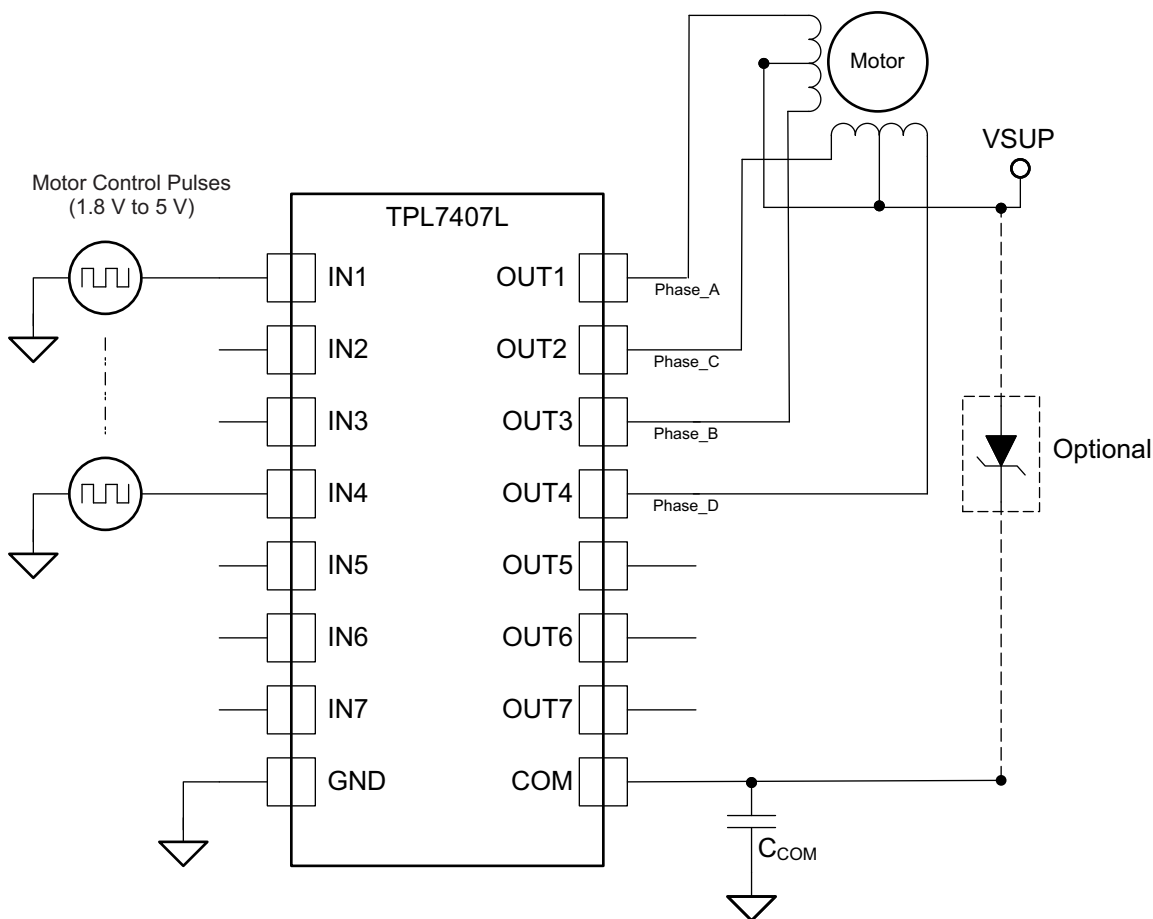 Motor
VSUP
Motor Control Pulses
(1.8 V to 5 V)
TPL7407L
IN1
OUT1
Phase_A
IN2
OUT2
Phase_C
IN3
OUT3
Phase_B
Optional
IN4
OUT4
Phase_D
IN5
OUT5
IN6
OUT6
IN7
OUT7
GND
COM
CCOM